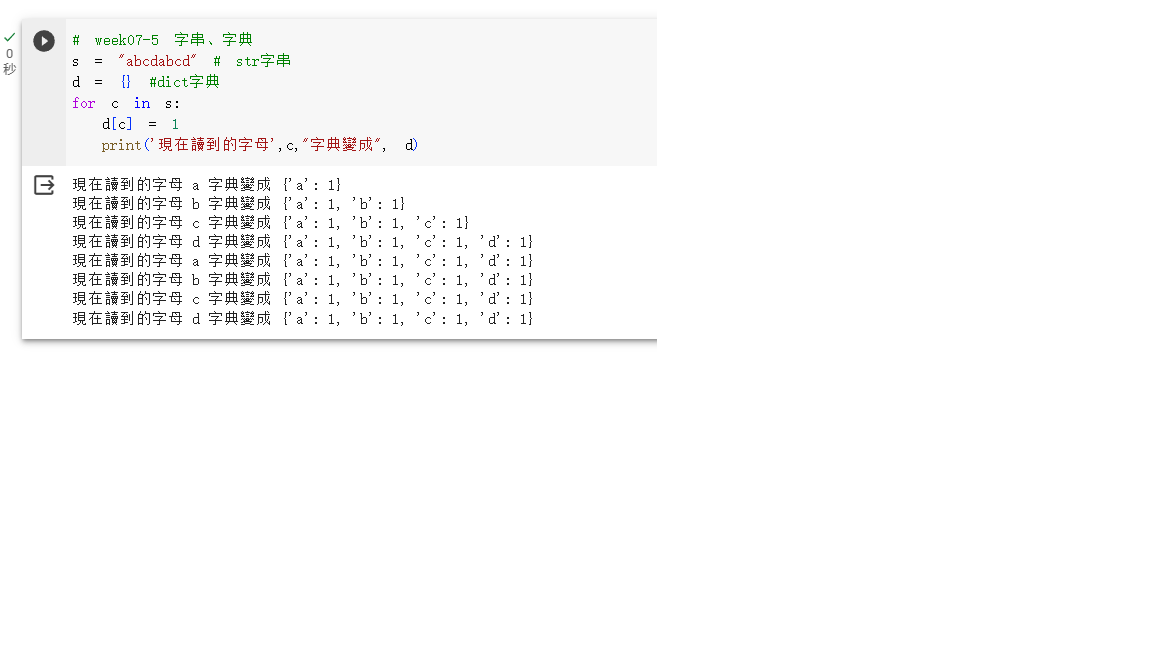 0
秒
# week07-5 字串、字典
s = "abcdabcd" # str字串
d = {} #dict字典
for c in s:
    d[c] = 1
    print('現在讀到的字母',c,"字典變成", d)
現在讀到的字母 a 字典變成 {'a': 1}
現在讀到的字母 b 字典變成 {'a': 1, 'b': 1}
現在讀到的字母 c 字典變成 {'a': 1, 'b': 1, 'c': 1}
現在讀到的字母 d 字典變成 {'a': 1, 'b': 1, 'c': 1, 'd': 1}
現在讀到的字母 a 字典變成 {'a': 1, 'b': 1, 'c': 1, 'd': 1}
現在讀到的字母 b 字典變成 {'a': 1, 'b': 1, 'c': 1, 'd': 1}
現在讀到的字母 c 字典變成 {'a': 1, 'b': 1, 'c': 1, 'd': 1}
現在讀到的字母 d 字典變成 {'a': 1, 'b': 1, 'c': 1, 'd': 1}